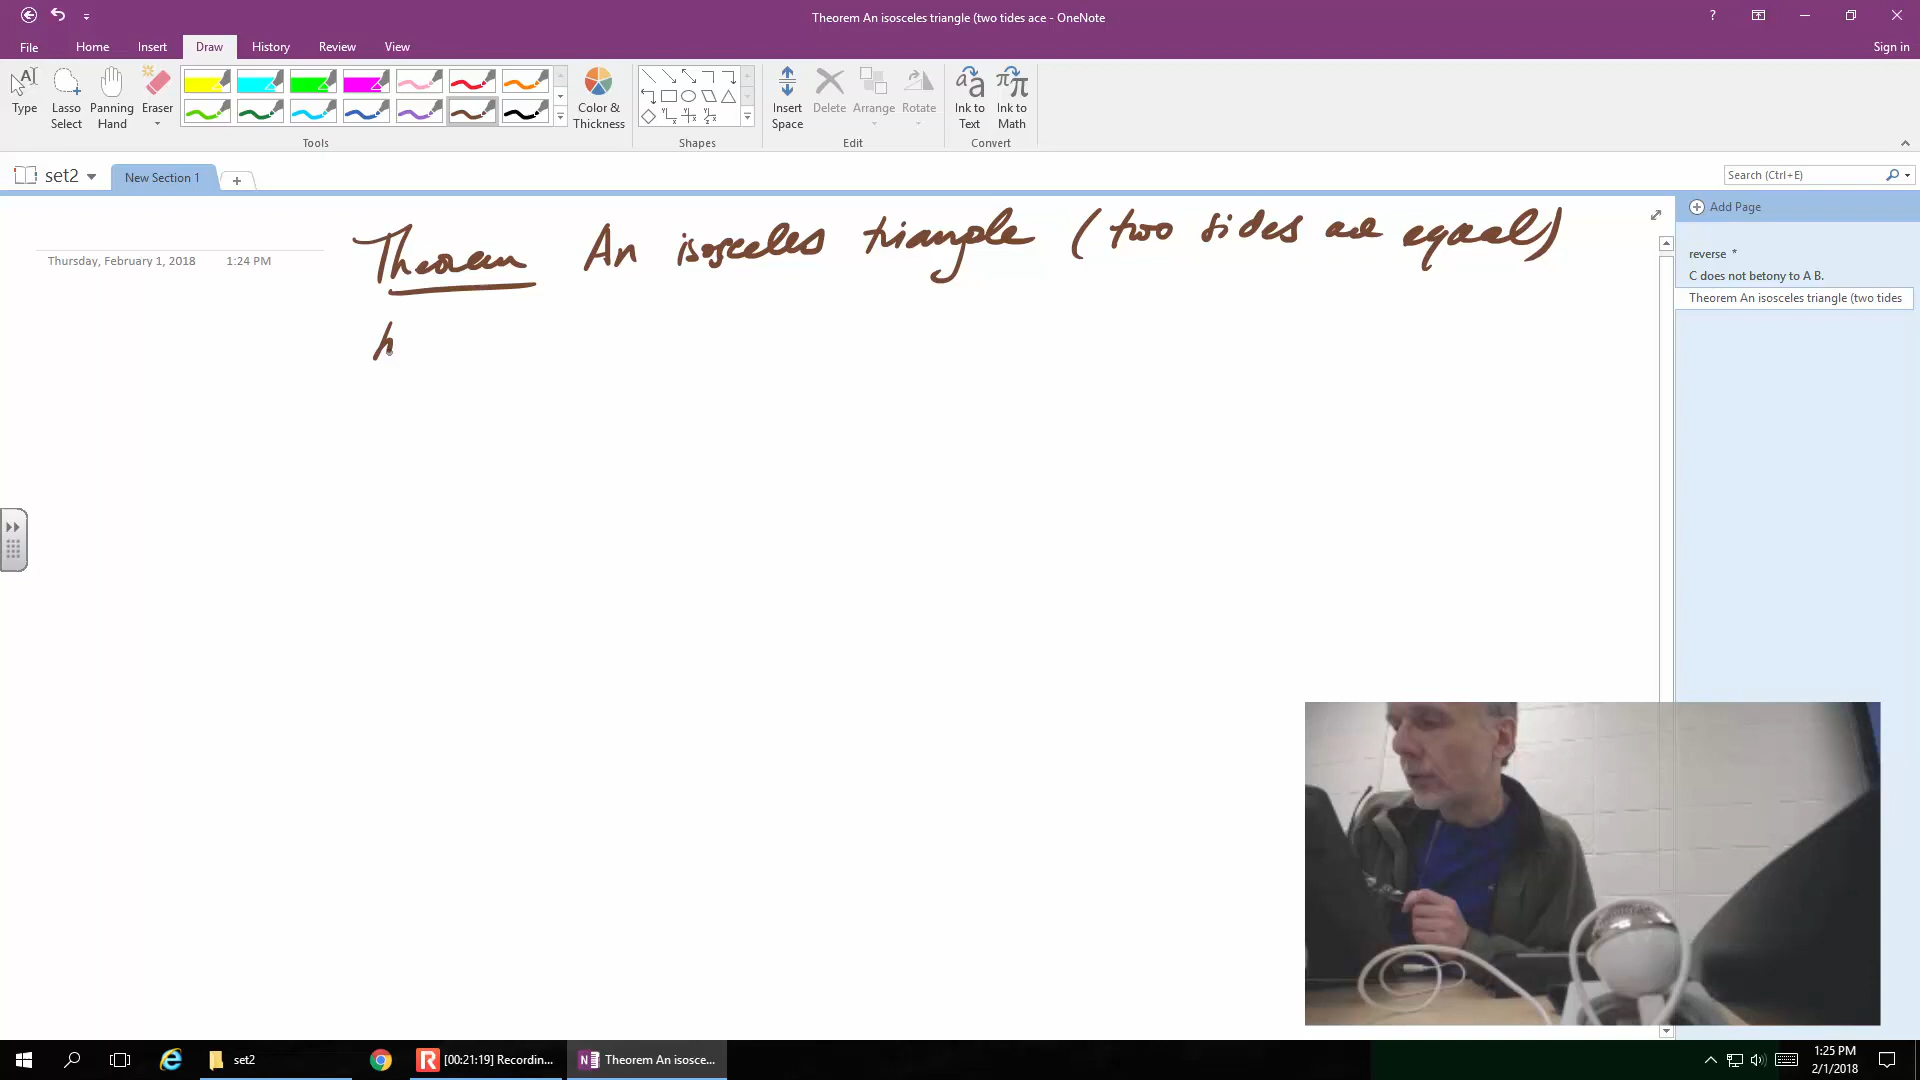 Theorem An isosceles triangle (two tides ace - OneNote
?
File Home Insert Draw History Review View
Sign in
Type
Lasso Select
Panning Hand
Eraser
Color & Thickness
Insert Space
Delete
Arrange
Rotate
Ink to Text
Ink to Math
Tools Shapes Edit Convert
set2 New Section 1
Search (Ctrl+E)
Add Page
Theorem An isosceles triangle (two sides are equal)
Thursday, February 1, 2018 1:24 PM
h
reverse *
C does not betony to A B.
Theorem An isosceles triangle (two tides
set2
[00:21:19] Recordin...
Theorem An isosce...
1:25 PM
2/1/2018